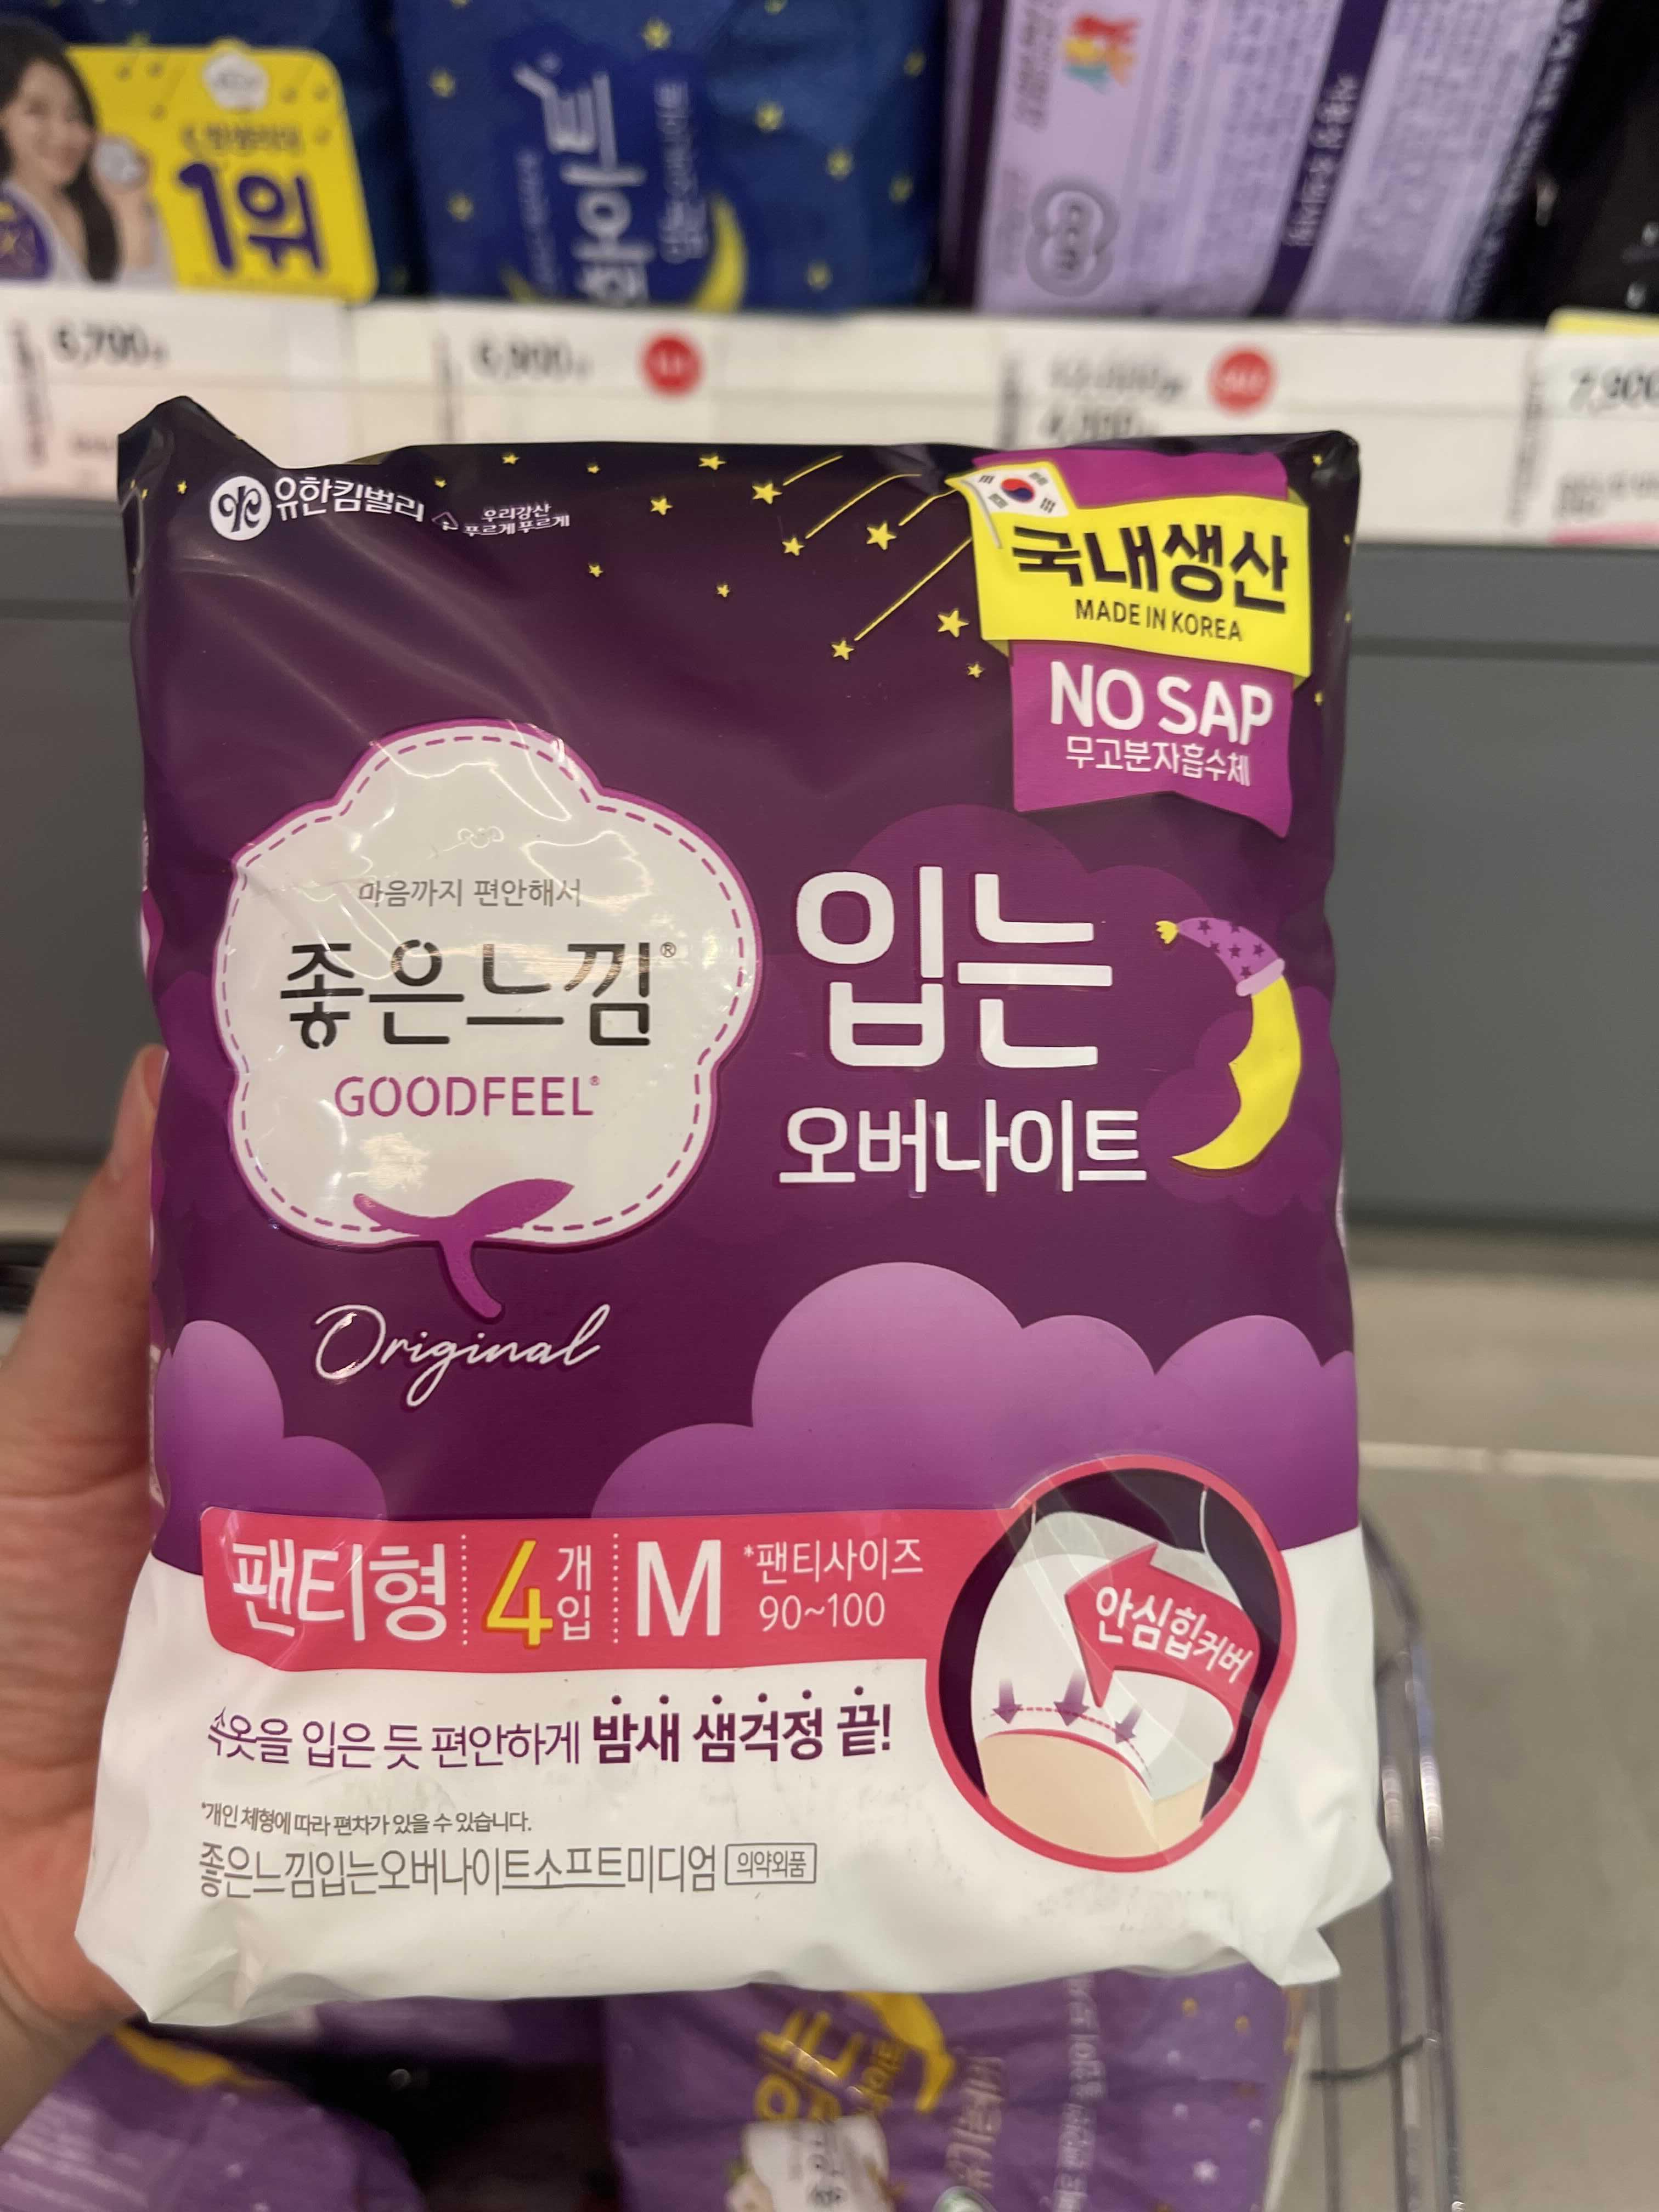 1위
6,700
6,900
7,900
유한킴벌리
우리강산
푸르게 푸르게
국내생산
MADE IN KOREA
NO SAP
무고분자흡수체
마음까지 편안해서
좋은느낌®
GOODFEEL®
Original
입는
오버나이트
팬티형 4개입 M *팬티사이즈
90~100
안심힙커버
속옷을 입은 듯 편안하게 밤새 샘걱정 끝!
*개인 체형에 따라 편차가 있을 수 있습니다.
좋은느낌입는오버나이트소프트미디엄 의약외품